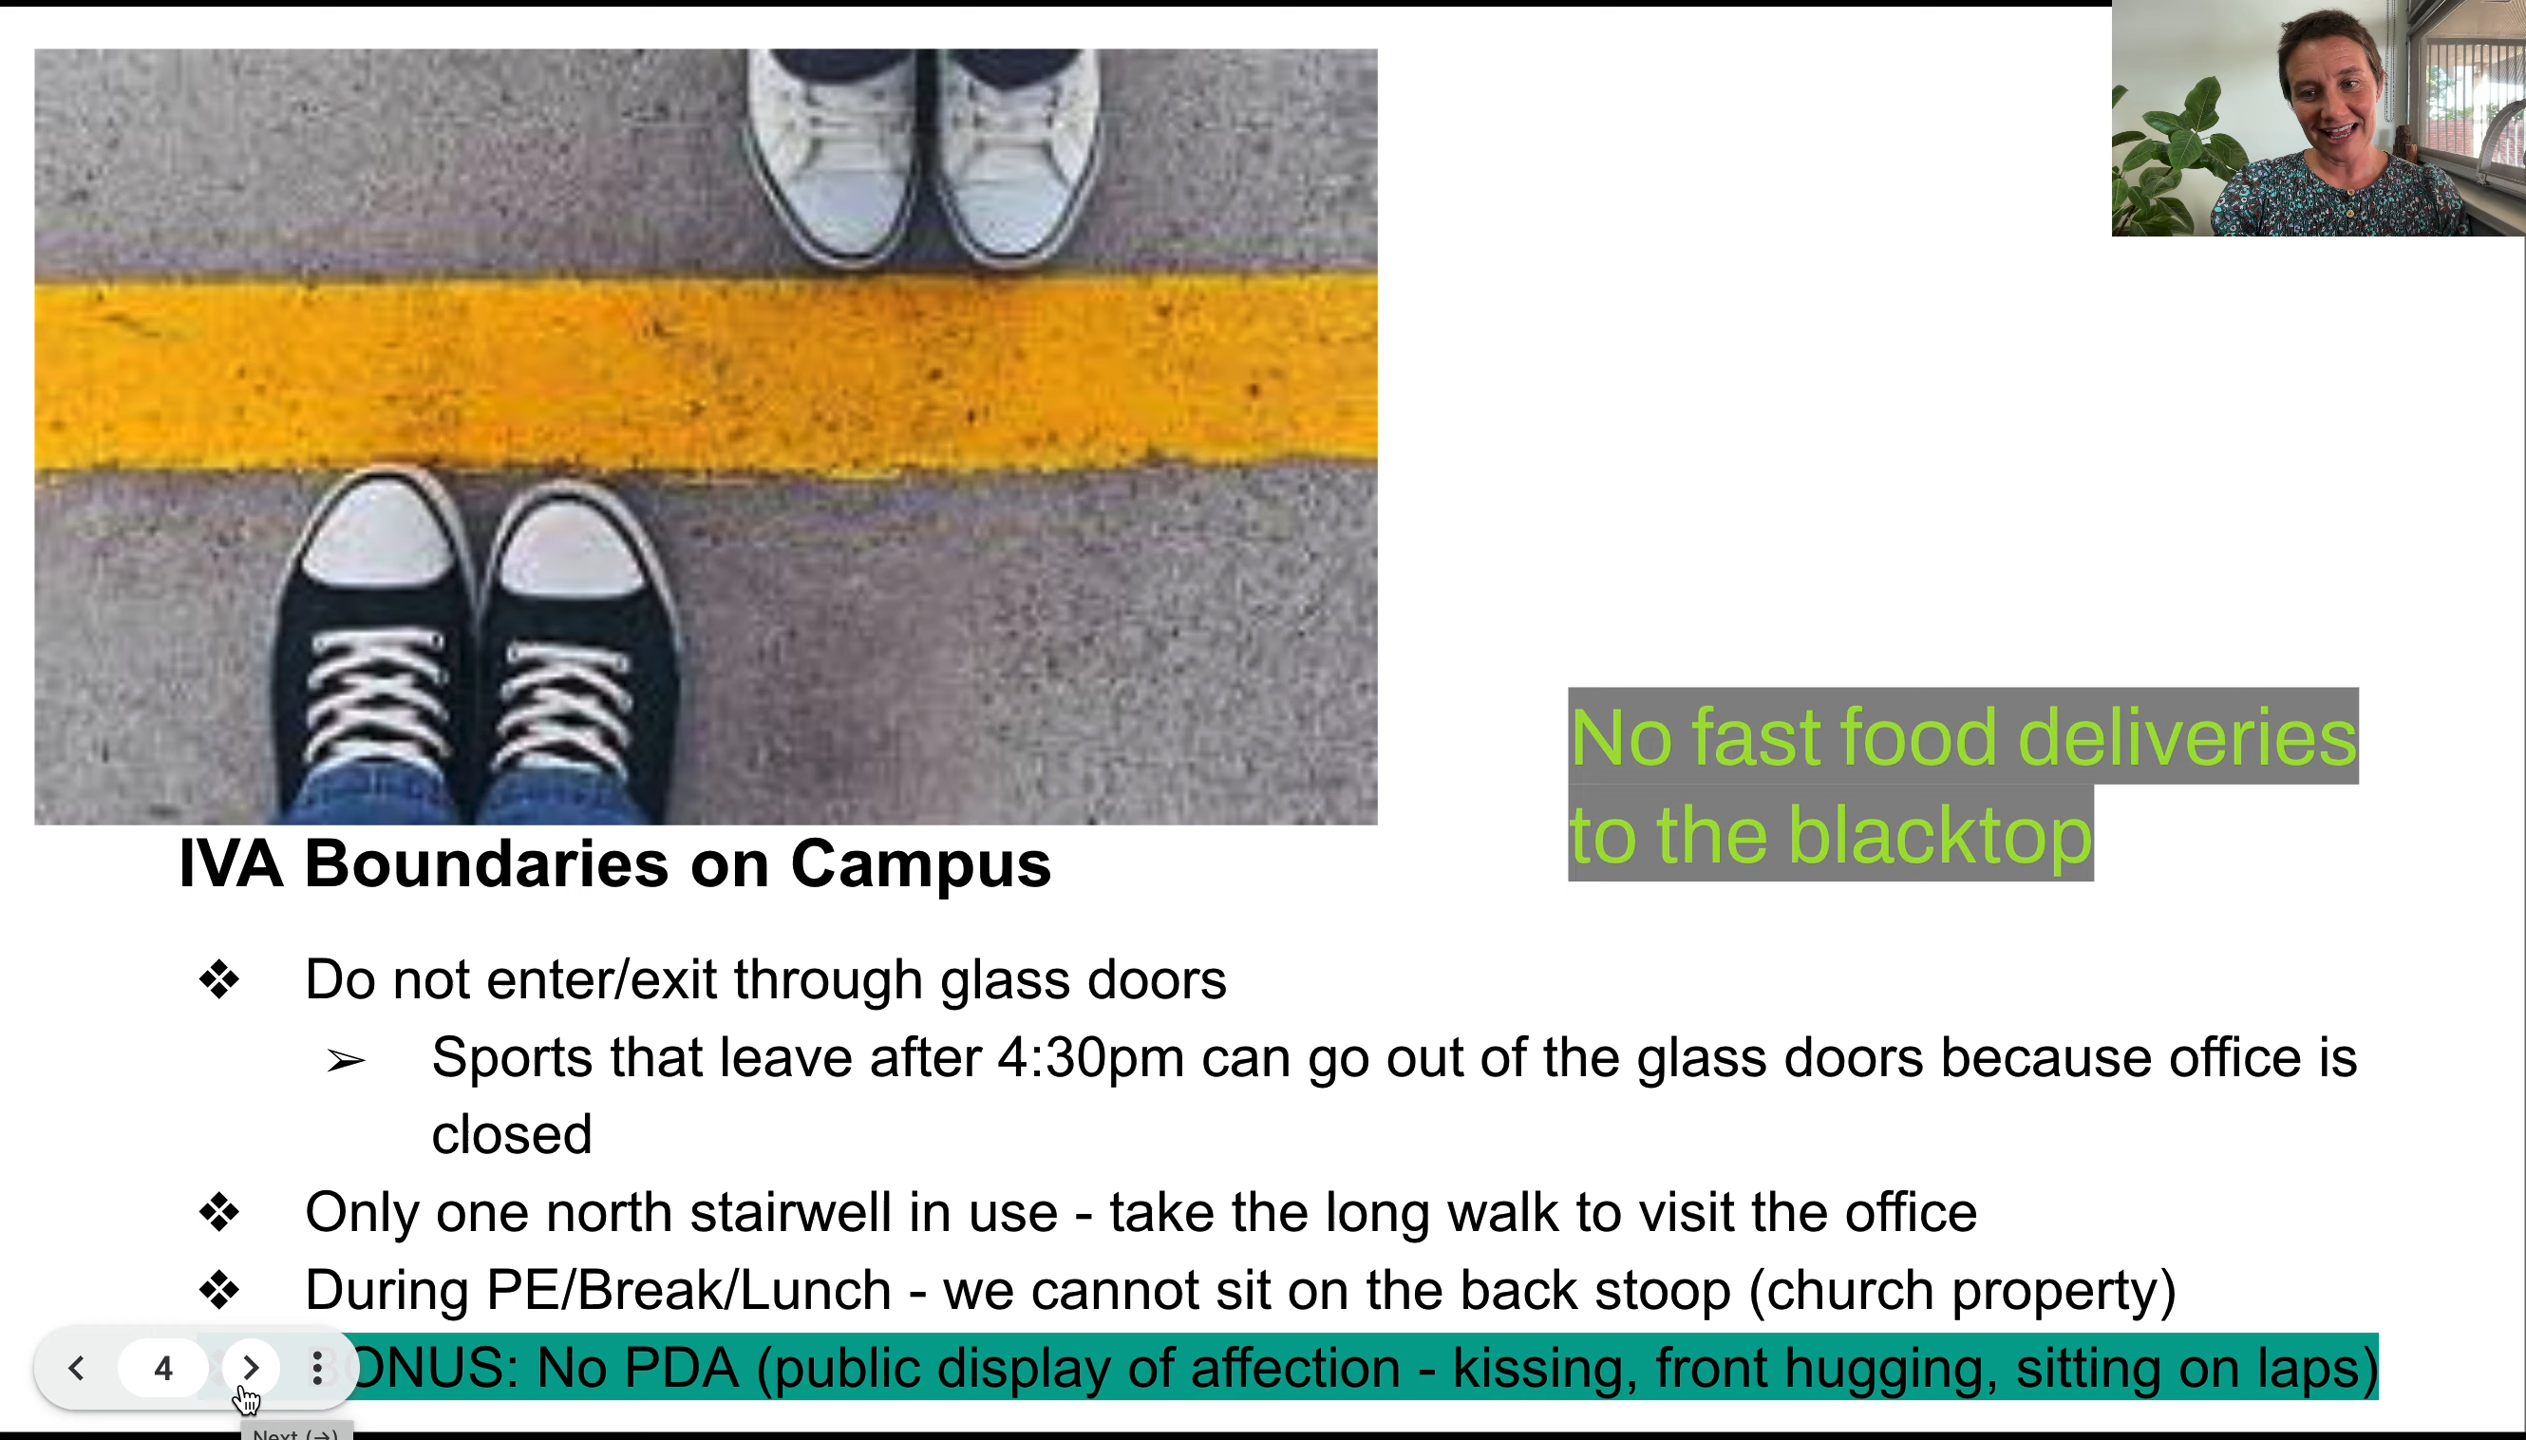 No fast food deliveries
to the blacktop
IVA Boundaries on Campus
❖ Do not enter/exit through glass doors
➢ Sports that leave after 4:30pm can go out of the glass doors because office is
closed
❖ Only one north stairwell in use - take the long walk to visit the office
❖ During PE/Break/Lunch - we cannot sit on the back stoop (church property)
BONUS: No PDA (public display of affection - kissing, front hugging, sitting on laps)
4
Next (→)